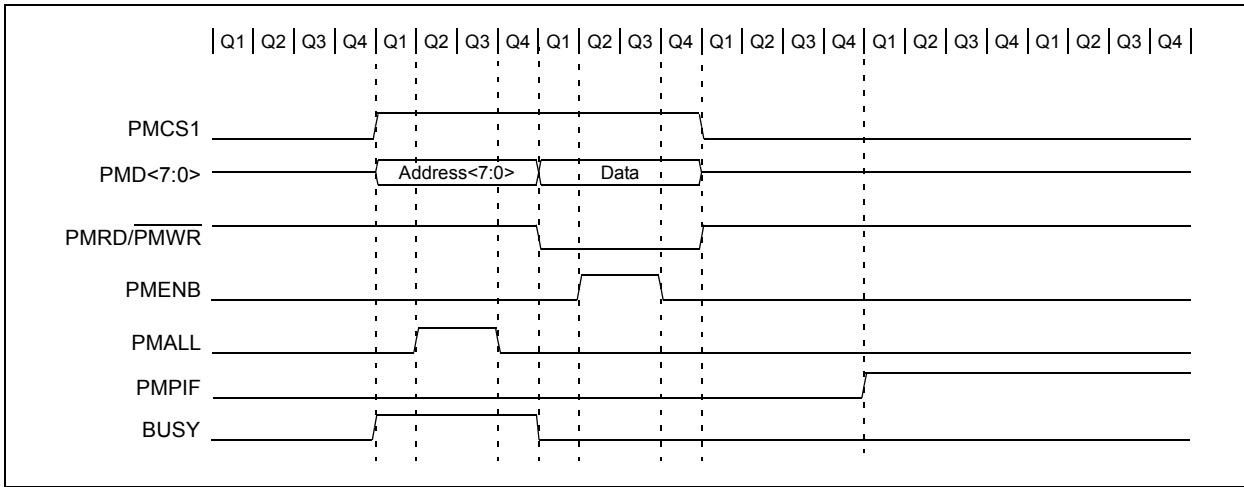 Q1 Q2 Q3 Q4 Q1 Q2 Q3 Q4 Q1 Q2 Q3 Q4 Q1 Q2 Q3 Q4 Q1 Q2 Q3 Q4 Q1 Q2 Q3 Q4
PMCS1
PMD<7:0> Address<7:0> Data
PMRD/PMWR
PMENB
PMALL
PMPIF
BUSY